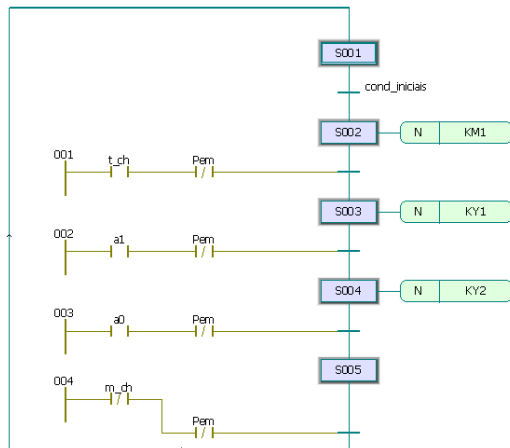 S001
cond_iniciais
S002 N KM1
001
t_ch Pem
S003 N KY1
002
a1 Pem
S004 N KY2
003
a0 Pem
S005
004
m_ch
Pem